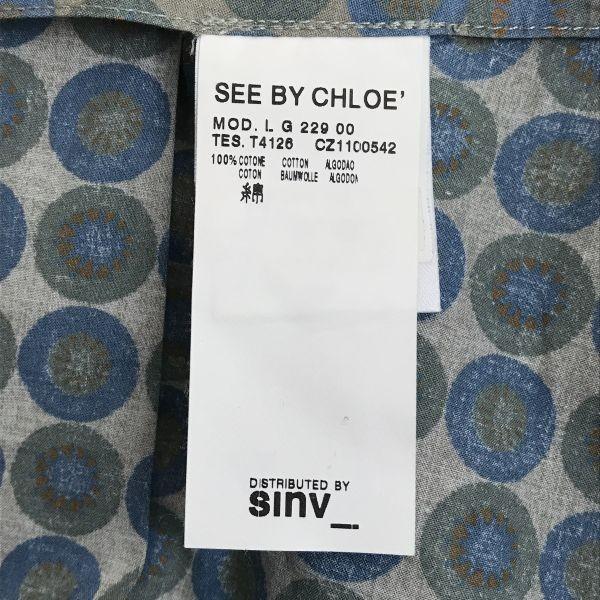 SEE BY CHLOE'
MOD. L G 229 00
TES. T4126 CZ1100542
100% COTONE COTTON ALGODAO
COTON BAUMWOLLE ALGODON
綿
DISTRIBUTED BY
sinv_.